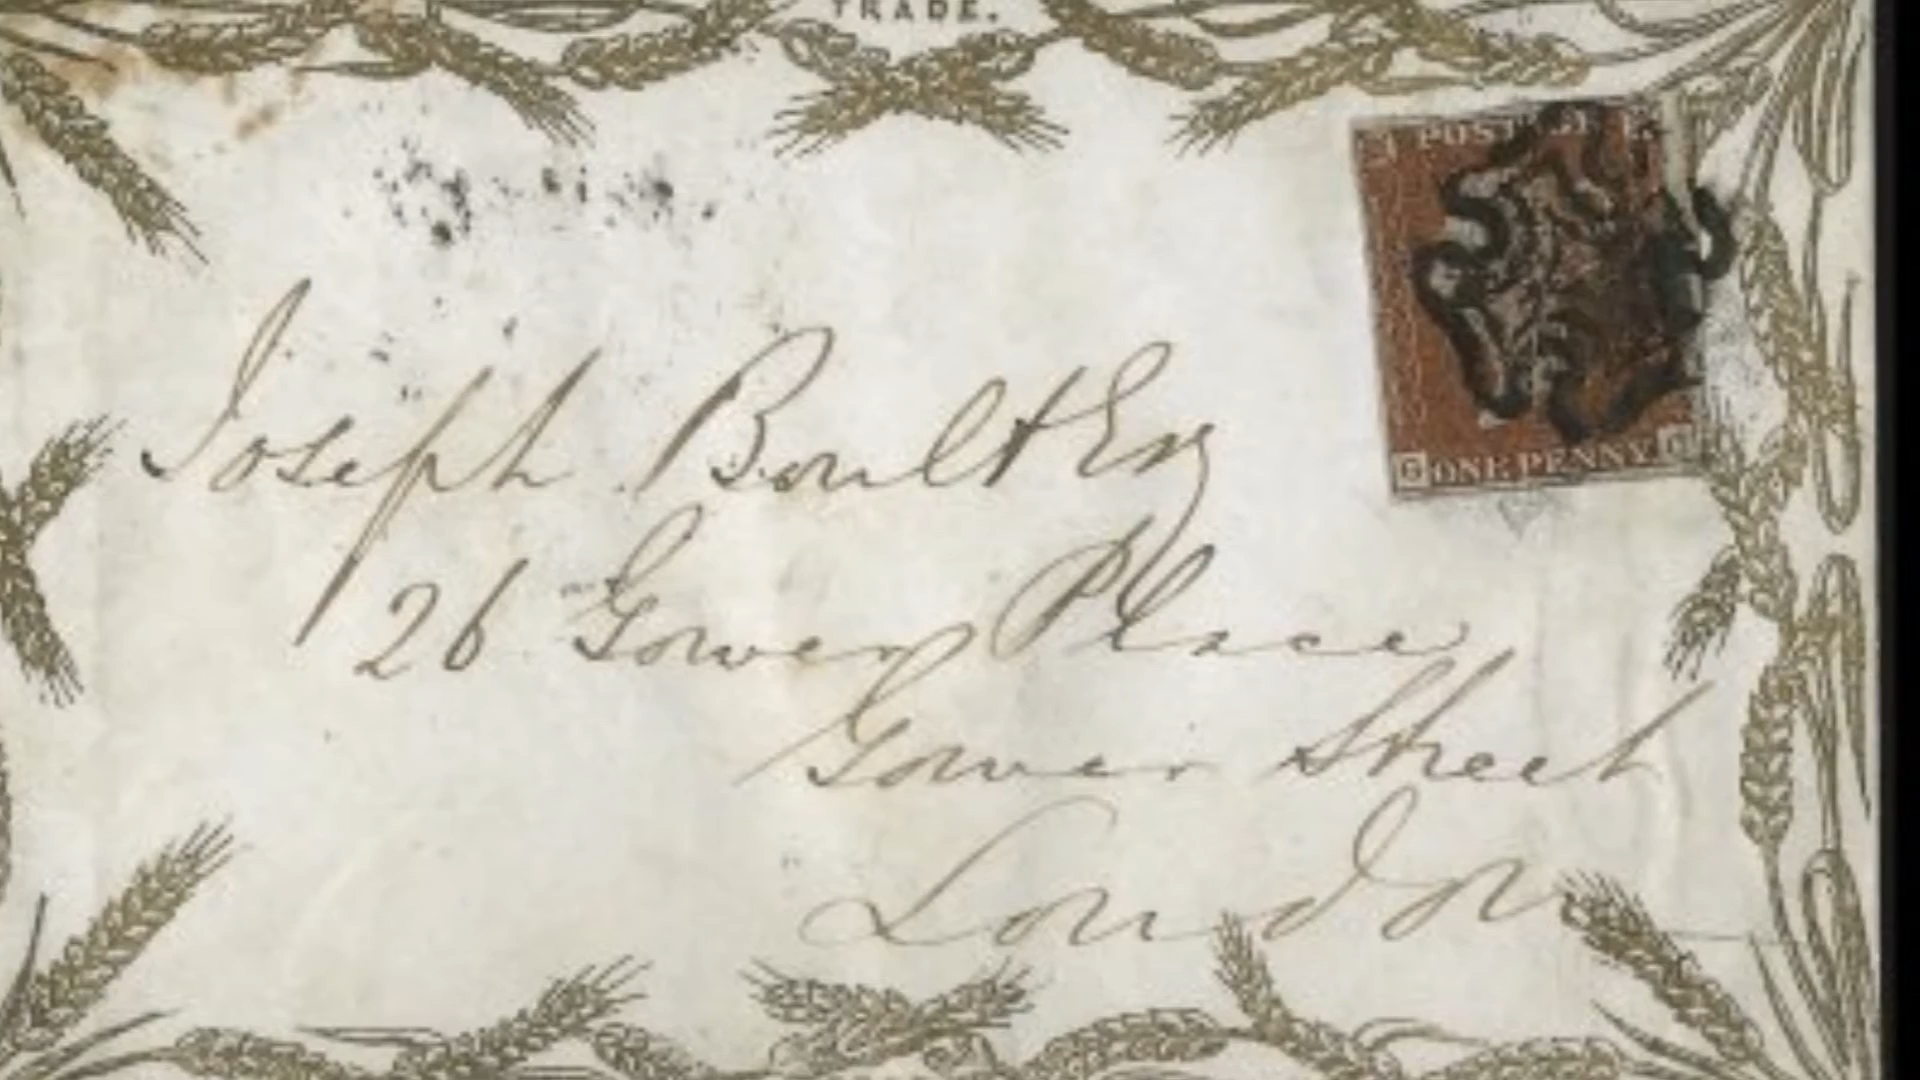 TRADE.
POSTAGE
Joseph Boult Esq
G ONE PENNY
26 Gower Place
Gower Street
London